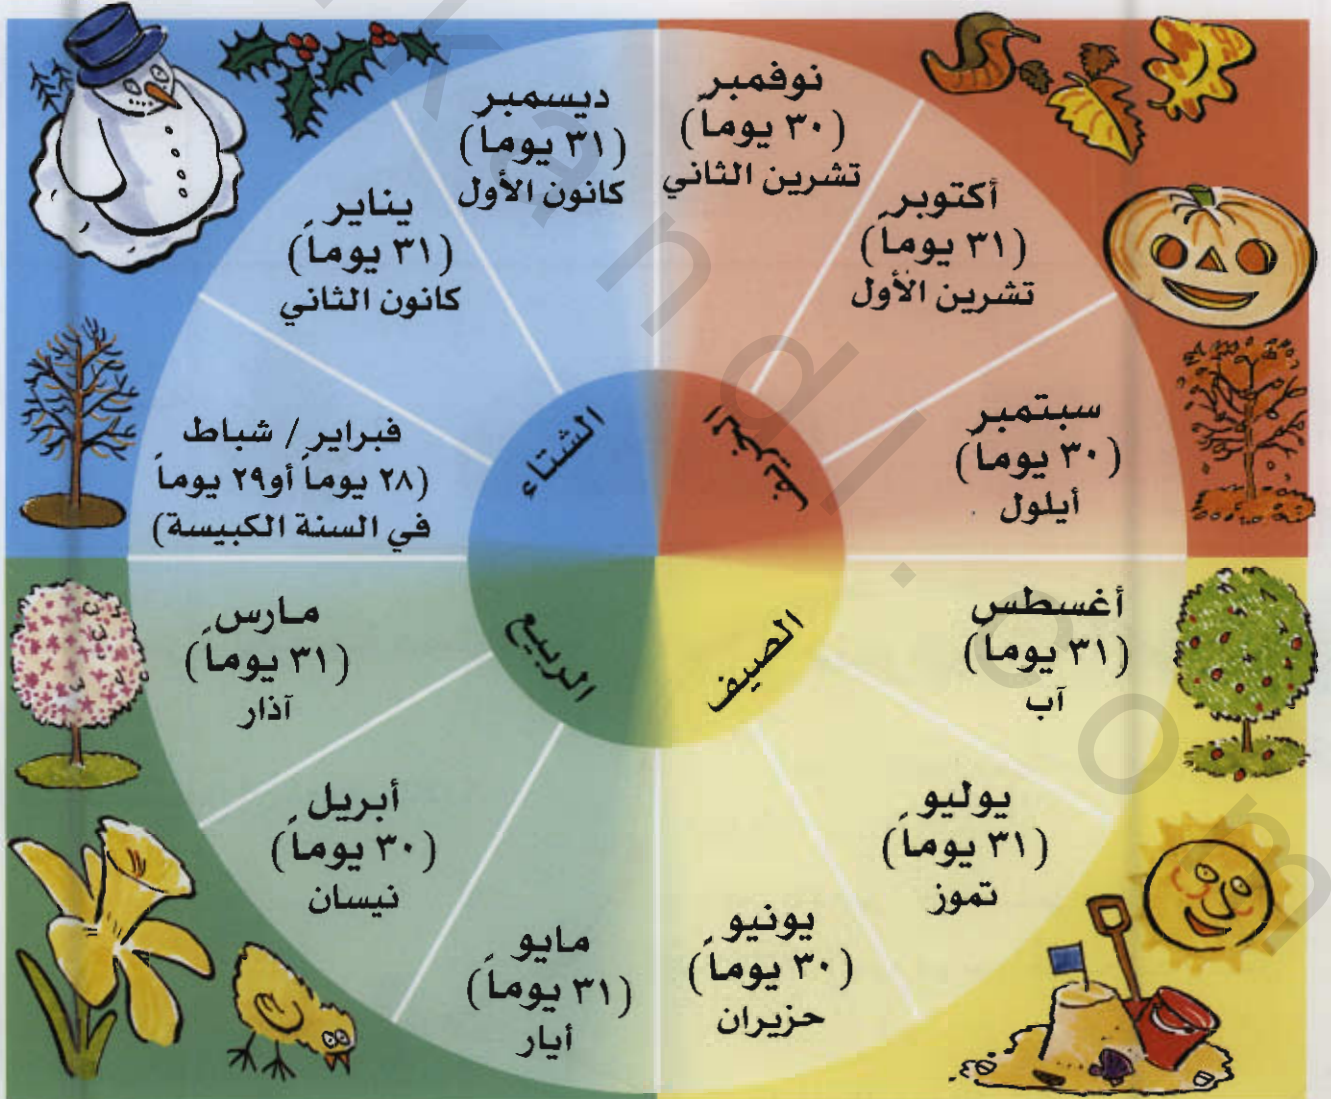 يناير
(٣١ يوماً)
كانون الثاني
فبراير / شباط
(٢٨ يوماً أو٢٩ يوماً
في السنة الكبيسة)
مارس
(٣١ يوماً)
آذار
أبريل
(٣٠ يوماً)
نيسان
مايو
(٣١ يوماً)
أيار
يونيو
(٣٠ يوماً)
حزيران
يوليو
(٣١ يوماً)
تموز
أغسطس
(٣١ يوماً)
آب
سبتمبر
(٣٠ يوماً)
أيلول
أكتوبر
(٣١ يوماً)
تشرين الأول
نوفمبر
(٣٠ يوماً)
تشرين الثاني
ديسمبر
(٣١ يوماً)
كانون الأول
الشتاء
الربيع
الصيف
الخريف